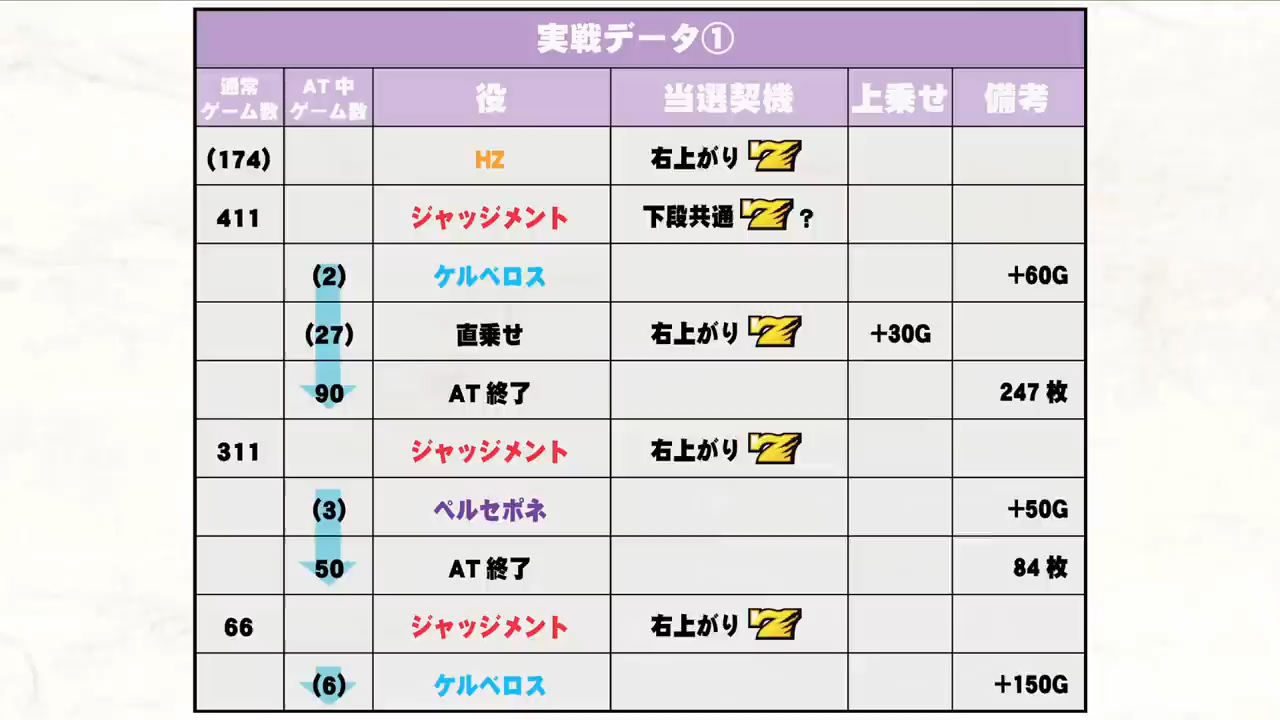 実戦データ①
通常
ゲーム数
AT中
ゲーム数
役
当選契機
上乗せ
備考
(174) HZ 右上がり 7
411 ジャッジメント 下段共通 7 ?
(2) ケルベロス +60G
(27) 直乗せ 右上がり 7 +30G
90 AT終了 247枚
311 ジャッジメント 右上がり 7
(3) ペルセポネ +50G
50 AT終了 84枚
66 ジャッジメント 右上がり 7
(6) ケルベロス +150G